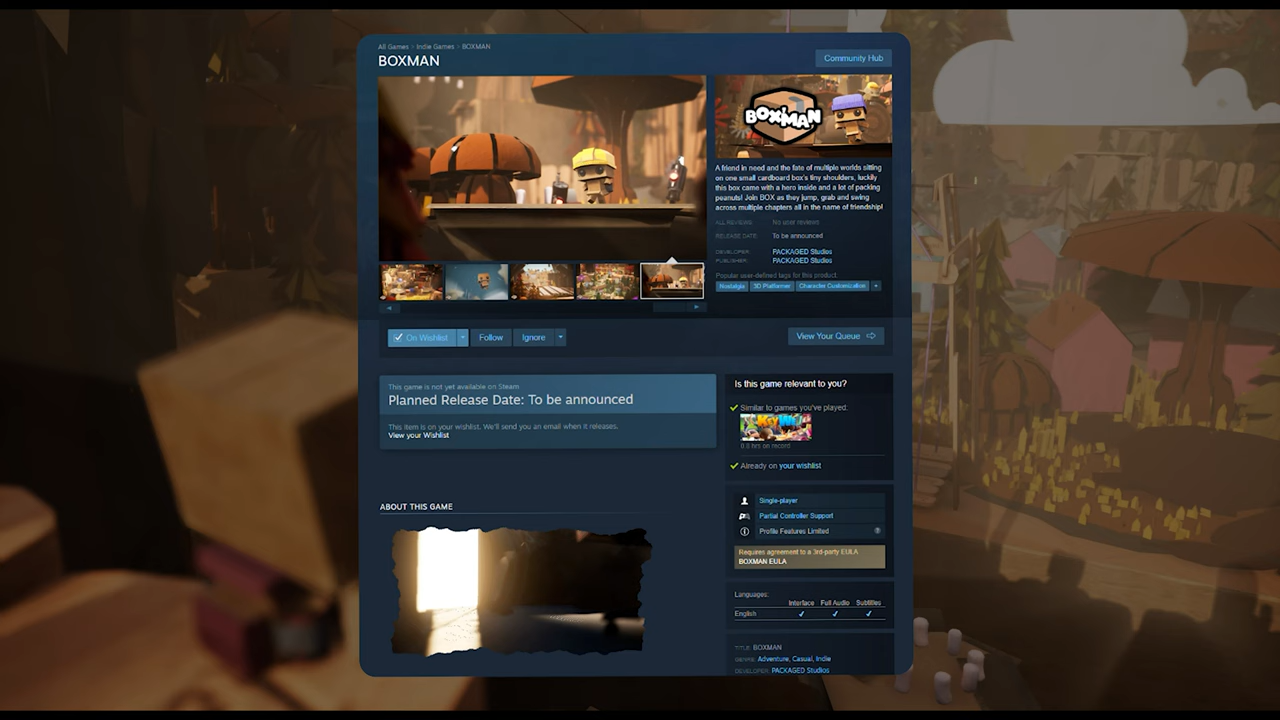 All Games > Indie Games > BOXMAN
BOXMAN
Community Hub
BOXMAN
A friend in need and the fate of multiple worlds sitting
on one small cardboard box's tiny shoulders, luckily
this box came with a hero inside and a lot of packing
peanuts! Join BOX as they jump, grab and swing
across multiple chapters all in the name of friendship!
ALL REVIEWS: No user reviews
RELEASE DATE: To be announced
DEVELOPER: PACKAGED Studios
PUBLISHER: PACKAGED Studios
Popular user-defined tags for this product:
Nostalgia 3D Platformer Character Customization +
On Wishlist
Follow
Ignore
View Your Queue
This game is not yet available on Steam
Planned Release Date: To be announced
This item is on your wishlist. We'll send you an email when it releases.
View your Wishlist
ABOUT THIS GAME
Is this game relevant to you?
Similar to games you've played:
KeyWe
0.8 hrs on record
Already on your wishlist
Single-player
Partial Controller Support
Profile Features Limited ?
Requires agreement to a 3rd-party EULA
BOXMAN EULA
Languages:
Interface Full Audio Subtitles
English ✓ ✓ ✓
TITLE: BOXMAN
GENRE: Adventure, Casual, Indie
DEVELOPER: PACKAGED Studios